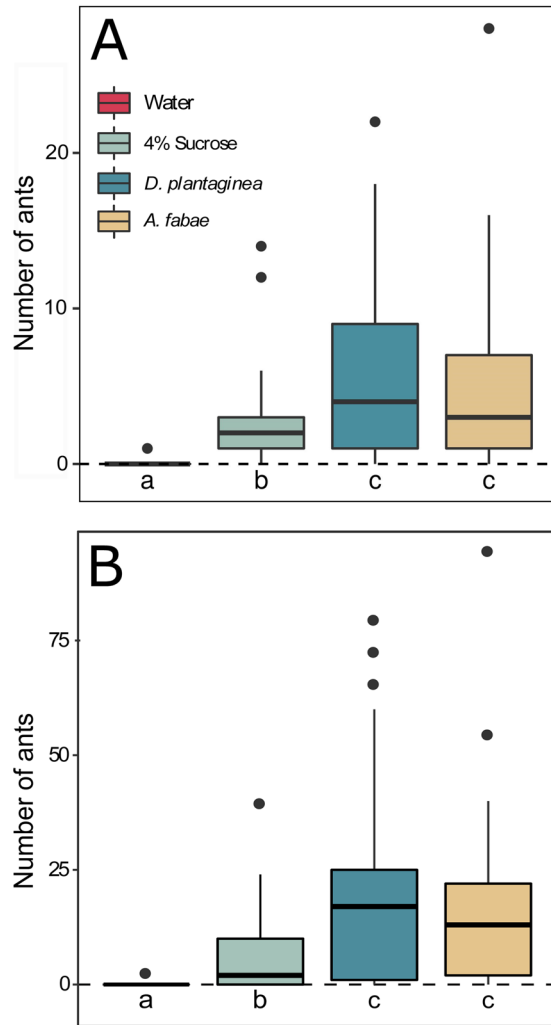 A
Water
4% Sucrose
D. plantaginea
A. fabae
Number of ants
20
10
0
a b c c
B
Number of ants
75
50
25
0
a b c c